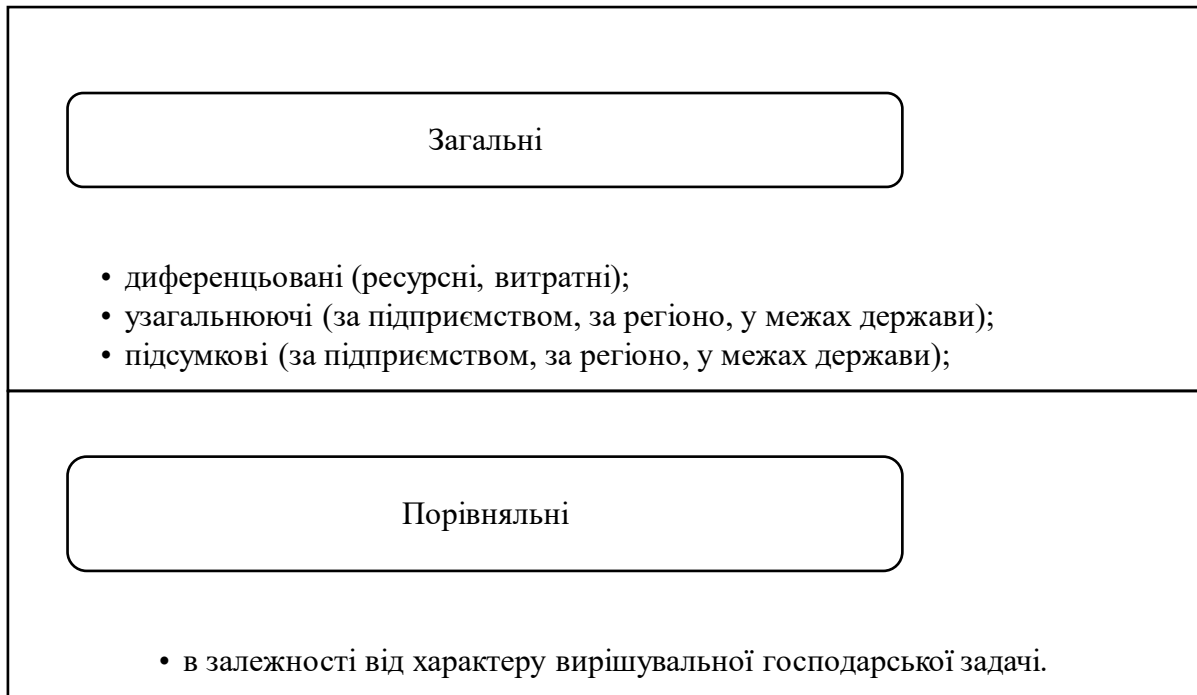 Загальні
• диференцьовані (ресурсні, витратні);
• узагальнюючі (за підприємством, за регіоно, у межах держави);
• підсумкові (за підприємством, за регіоно, у межах держави);
Порівняльні
• в залежності від характеру вирішувальної господарської задачі.